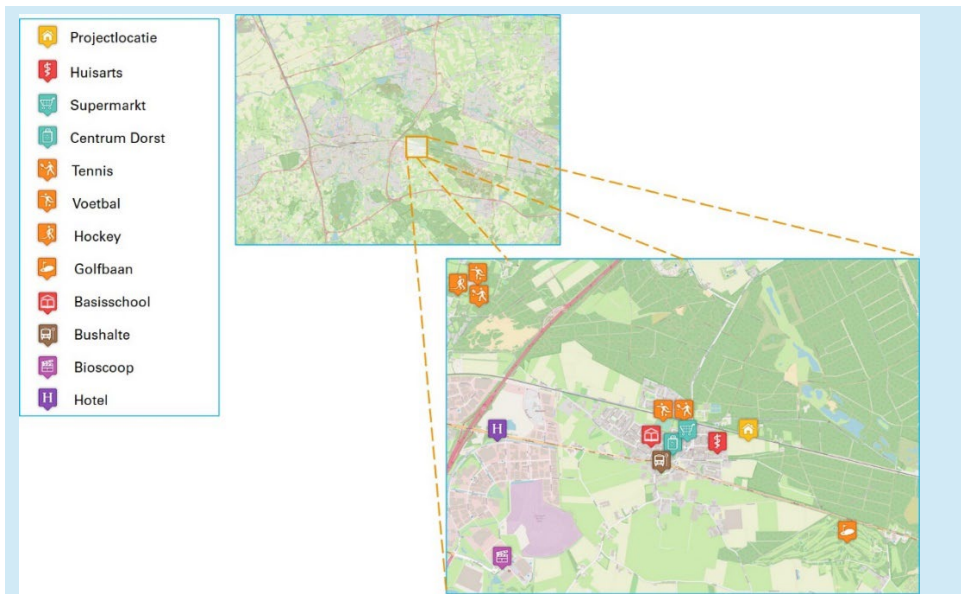 Projectlocatie
Huisarts
Supermarkt
Centrum Dorst
Tennis
Voetbal
Hockey
Golfbaan
Basisschool
Bushalte
Bioscoop
H Hotel
H